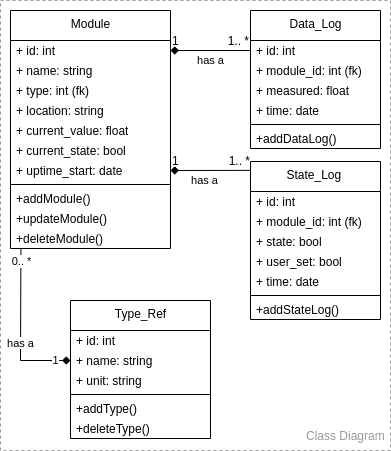 Module
+ id: int
+ name: string
+ type: int (fk)
+ location: string
+ current_value: float
+ current_state: bool
+ uptime_start: date
+addModule()
+updateModule()
+deleteModule()
1
1.. *
has a
Data_Log
+ id: int
+ module_id: int (fk)
+ measured: float
+ time: date
+addDataLog()
1
1.. *
has a
State_Log
+ id: int
+ module_id: int (fk)
+ state: bool
+ user_set: bool
+ time: date
+addStateLog()
0.. *
has a
1
Type_Ref
+ id: int
+ name: string
+ unit: string
+addType()
+deleteType()
Class Diagram